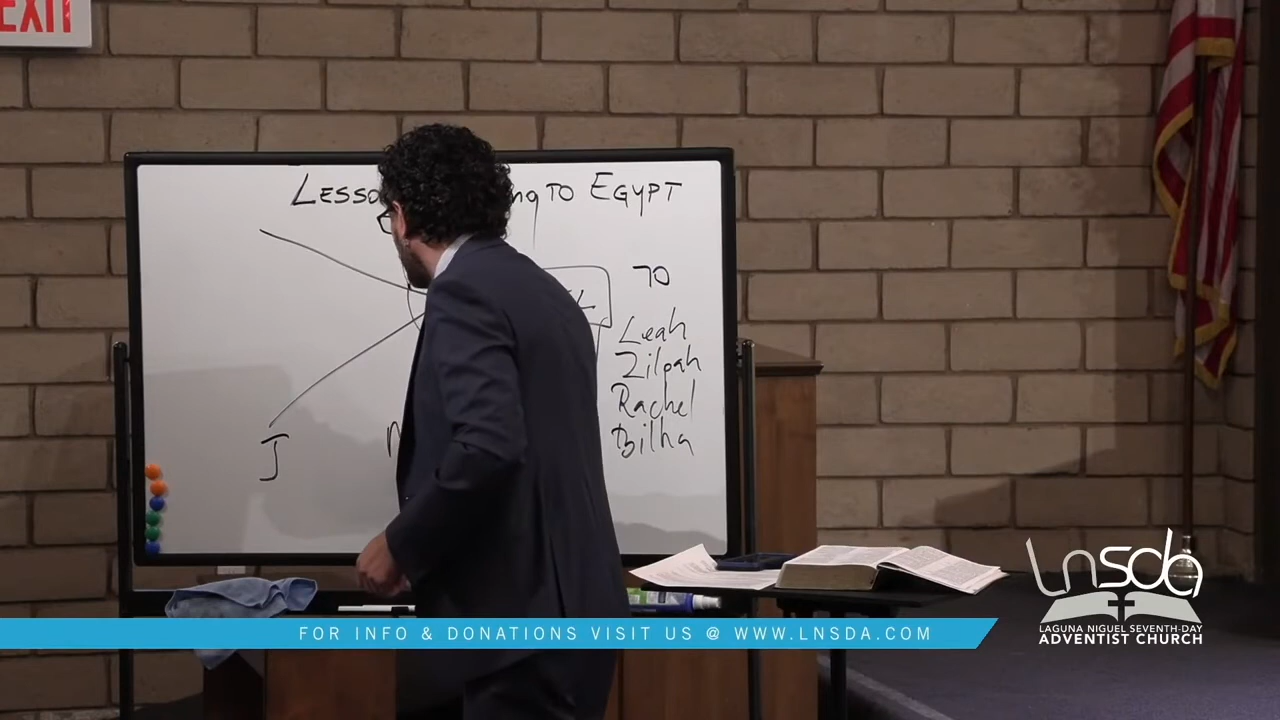 EXIT
LESSO ng TO EGYPT
TO
Leah
Zilpah
Rachel
Bilha
J
FOR INFO & DONATIONS VISIT US @ WWW.LNSDA.COM
LNSDA
LAGUNA NIGUEL SEVENTH-DAY
ADVENTIST CHURCH